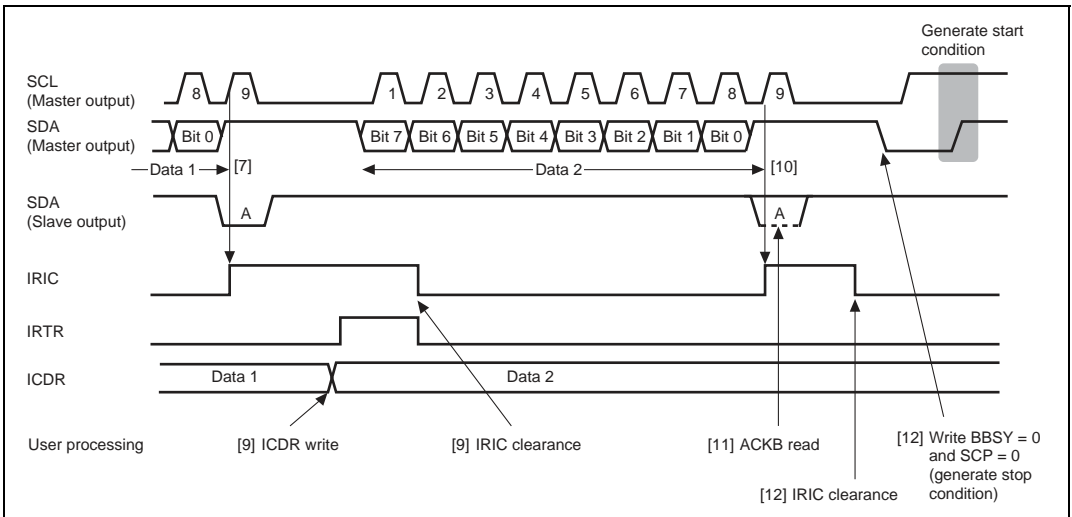 Generate start
condition
SCL
(Master output)
8 9 1 2 3 4 5 6 7 8 9
SDA
(Master output)
Bit 0 Bit 7 Bit 6 Bit 5 Bit 4 Bit 3 Bit 2 Bit 1 Bit 0
Data 1 [7] Data 2 [10]
SDA
(Slave output)
A A
IRIC
IRTR
ICDR
Data 1 Data 2
User processing
[9] ICDR write
[9] IRIC clearance
[11] ACKB read
[12] Write BBSY = 0
and SCP = 0
(generate stop
condition)
[12] IRIC clearance